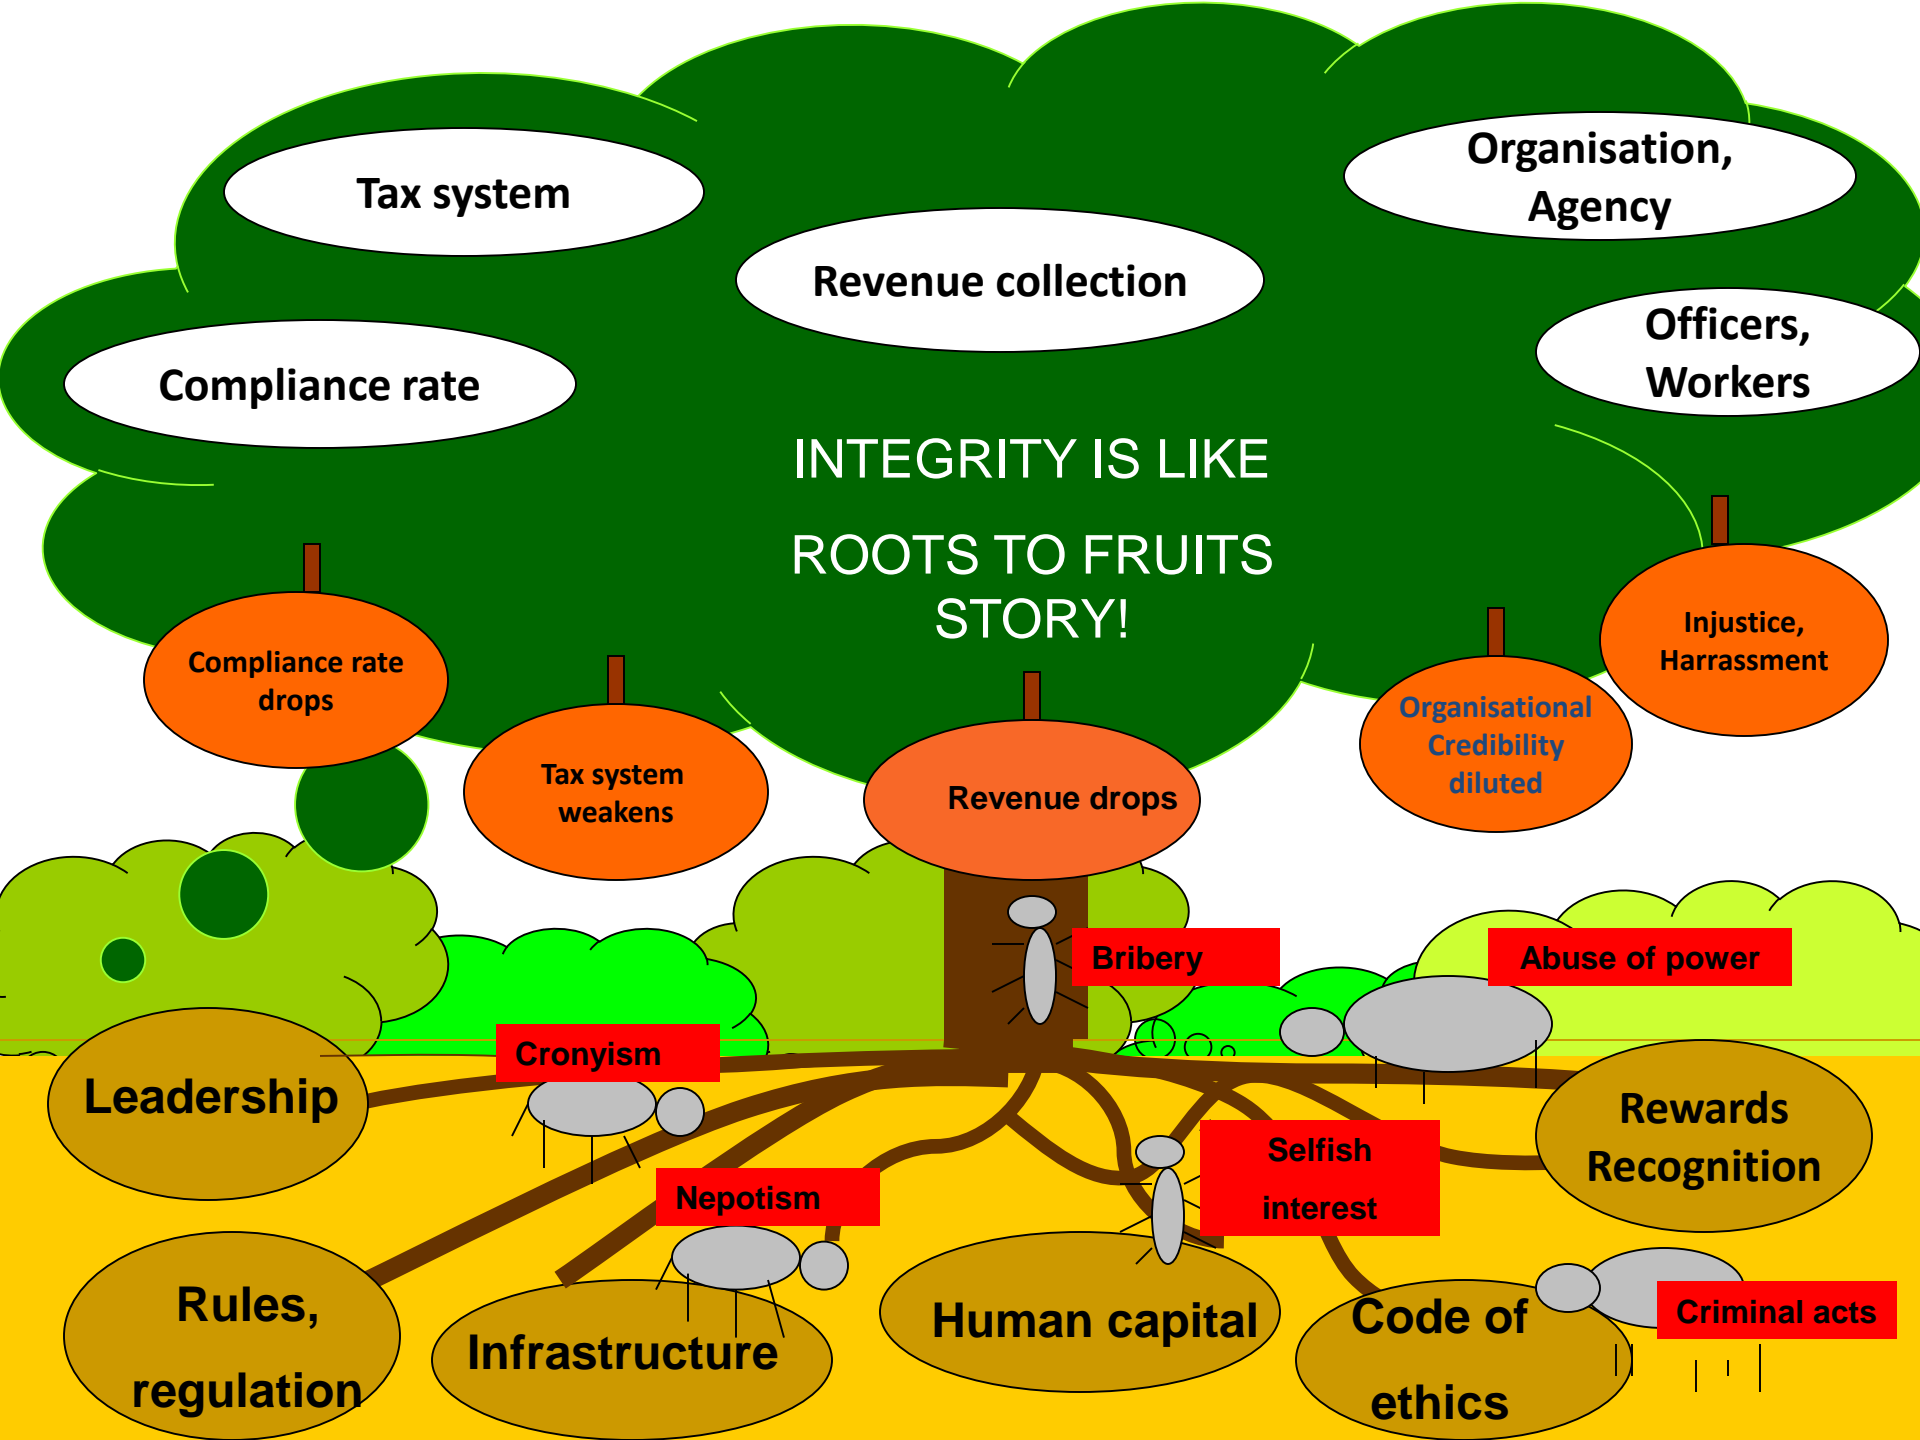 Tax system
Organisation,
Agency
Revenue collection
Officers,
Workers
Compliance rate
INTEGRITY IS LIKE
ROOTS TO FRUITS
STORY!
Compliance rate
drops
Tax system
weakens
Revenue drops
Organisational
Credibility
diluted
Injustice,
Harrassment
Bribery
Abuse of power
Cronyism
Leadership
Rewards
Recognition
Selfish
interest
Nepotism
Rules,
regulation
Infrastructure
Human capital
Code of
ethics
Criminal acts